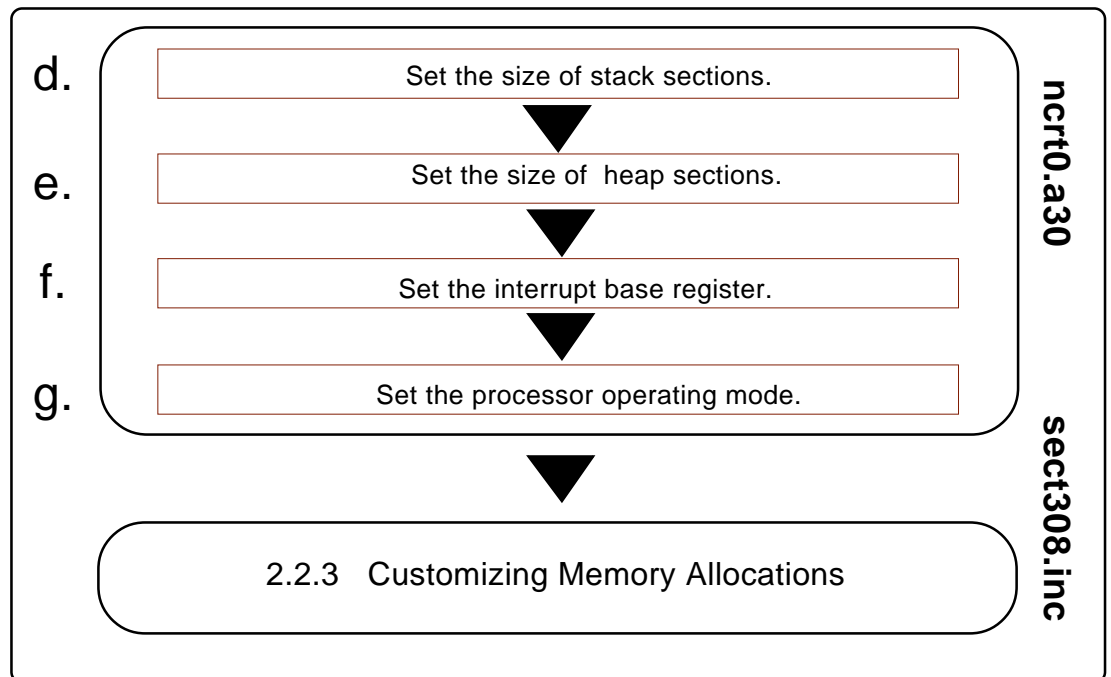 d.
Set the size of stack sections.
e.
Set the size of heap sections.
f.
Set the interrupt base register.
g.
Set the processor operating mode.
ncrt0.a30
2.2.3 Customizing Memory Allocations
sect308.inc